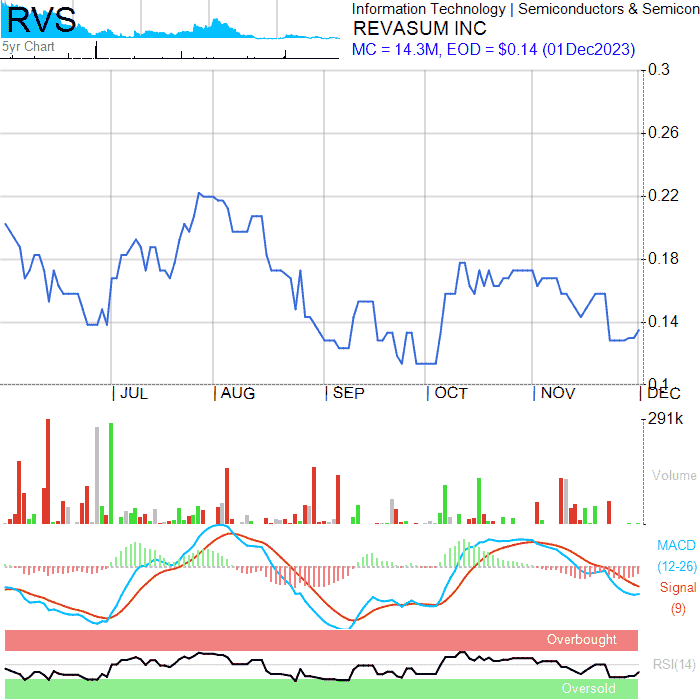 RVS
5yr Chart
Information Technology | Semiconductors & Semicon
REVASUM INC
MC = 14.3M, EOD = $0.14 (01Dec2023)
0.3
0.26
0.22
0.18
0.14
0.1
JUL AUG SEP OCT NOV DEC
291k
Volume
MACD
(12-26)
Signal
(9)
Overbought
RSI(14)
Oversold